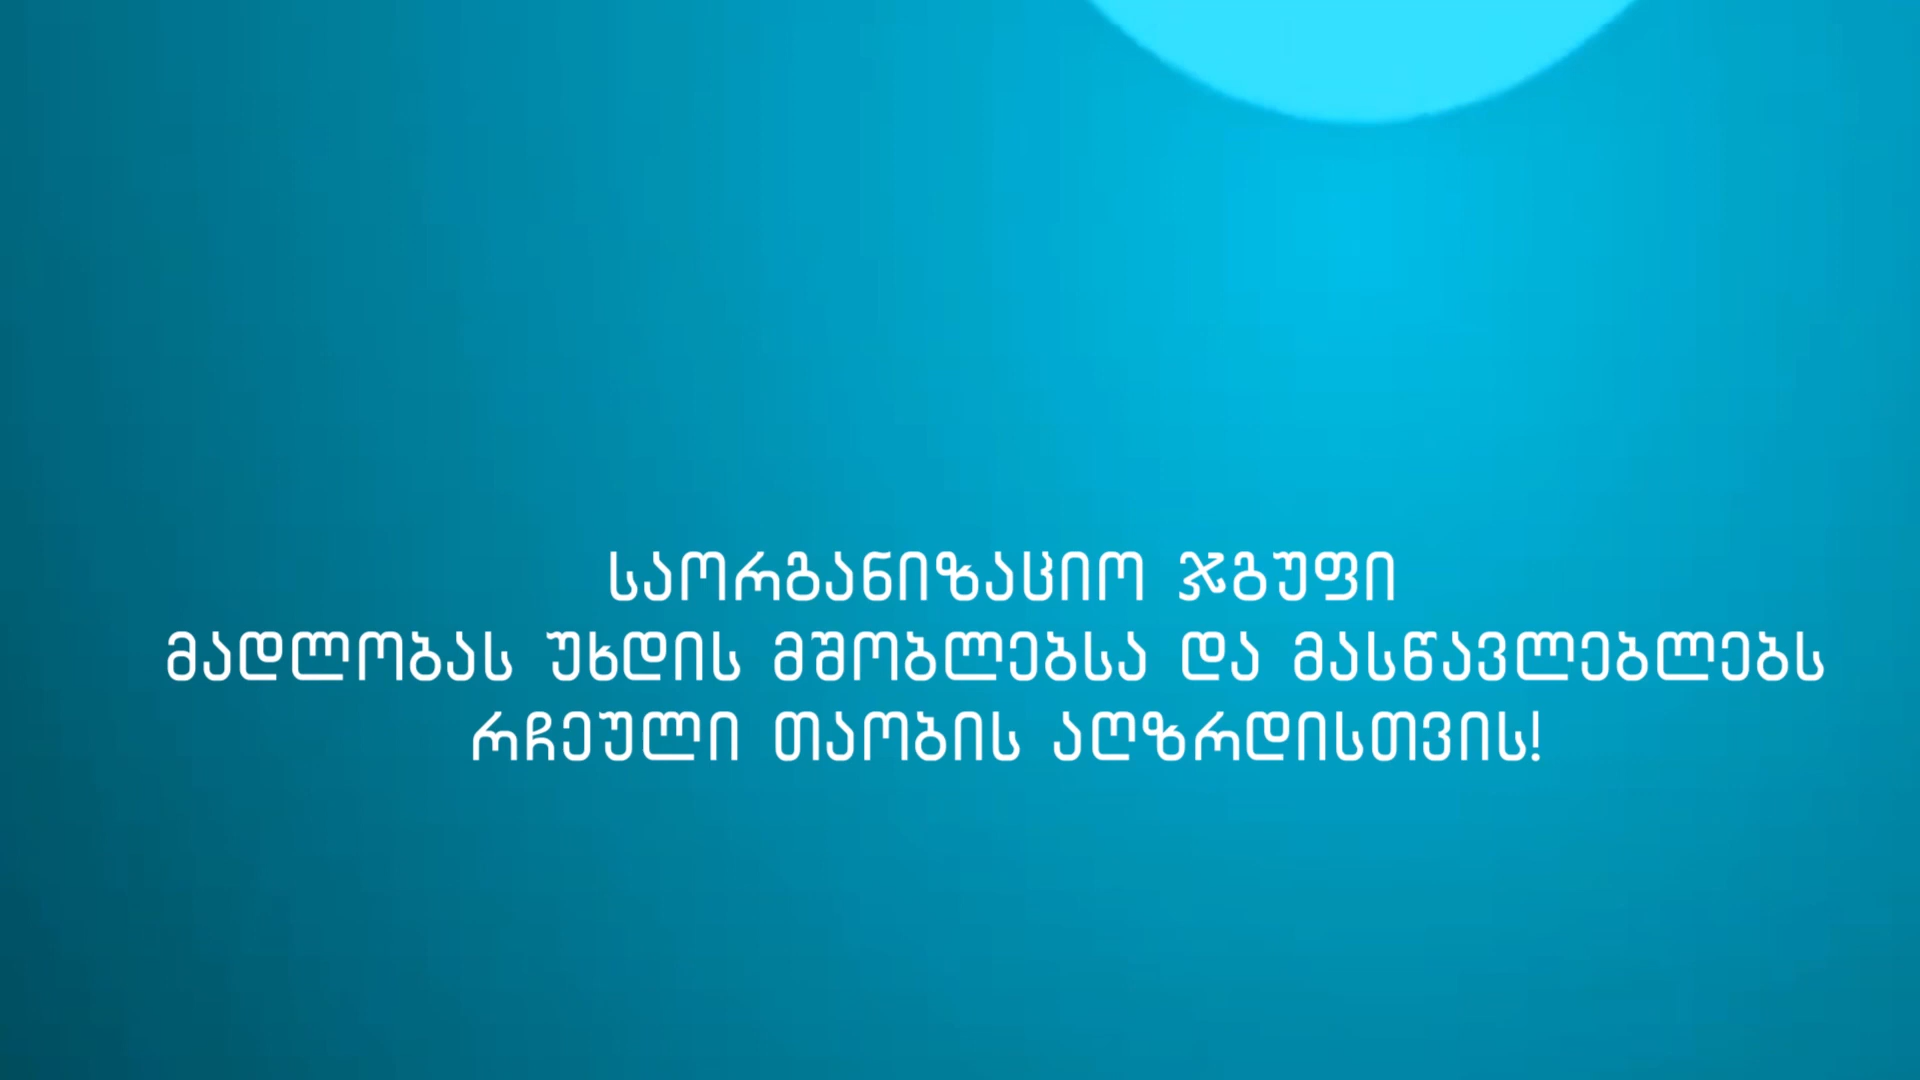 საორგანიზაციო ჯგუფი
მადლობას უხდის მშობლებსა და მასწავლებლებს
რჩეული თაობის აღზრდისთვის!